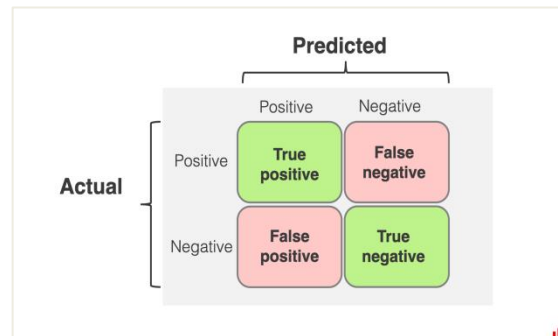 Predicted
Positive Negative
Positive
True positive
False negative
Actual
Negative
False positive
True negative